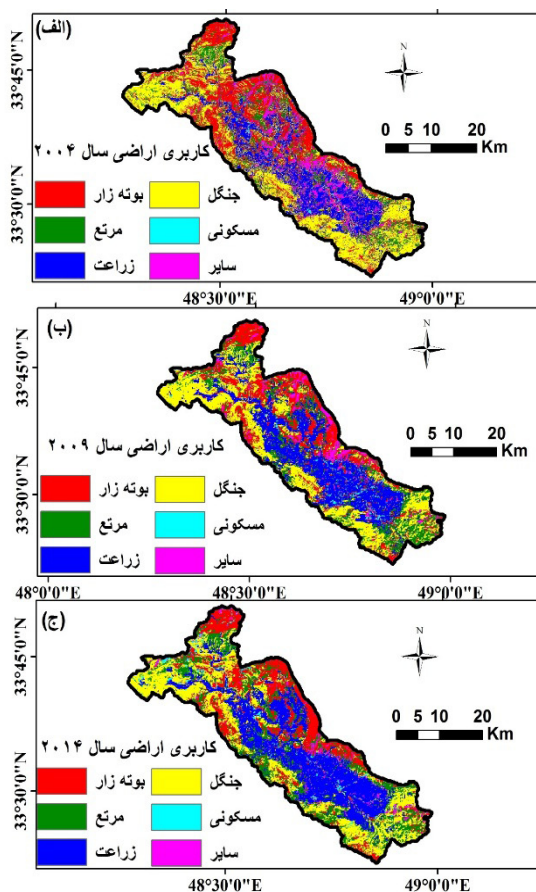 (الف)
N
33°45'0"N
0 5 10 20
Km
کاربری اراضی سال ۲۰۰۴
بوته زار جنگل
مرتع مسکونی
زراعت سایر
33°30'0"N
48°30'0"E 49°0'0"E
(ب)
N
33°45'0"N
0 5 10 20
Km
کاربری اراضی سال ۲۰۰۹
بوته زار جنگل
مرتع مسکونی
زراعت سایر
33°30'0"N
48°0'0"E 48°30'0"E 49°0'0"E
(ج)
N
33°45'0"N
0 5 10 20
Km
کاربری اراضی سال ۲۰۱۴
بوته زار جنگل
مرتع مسکونی
زراعت سایر
33°30'0"N
48°30'0"E 49°0'0"E